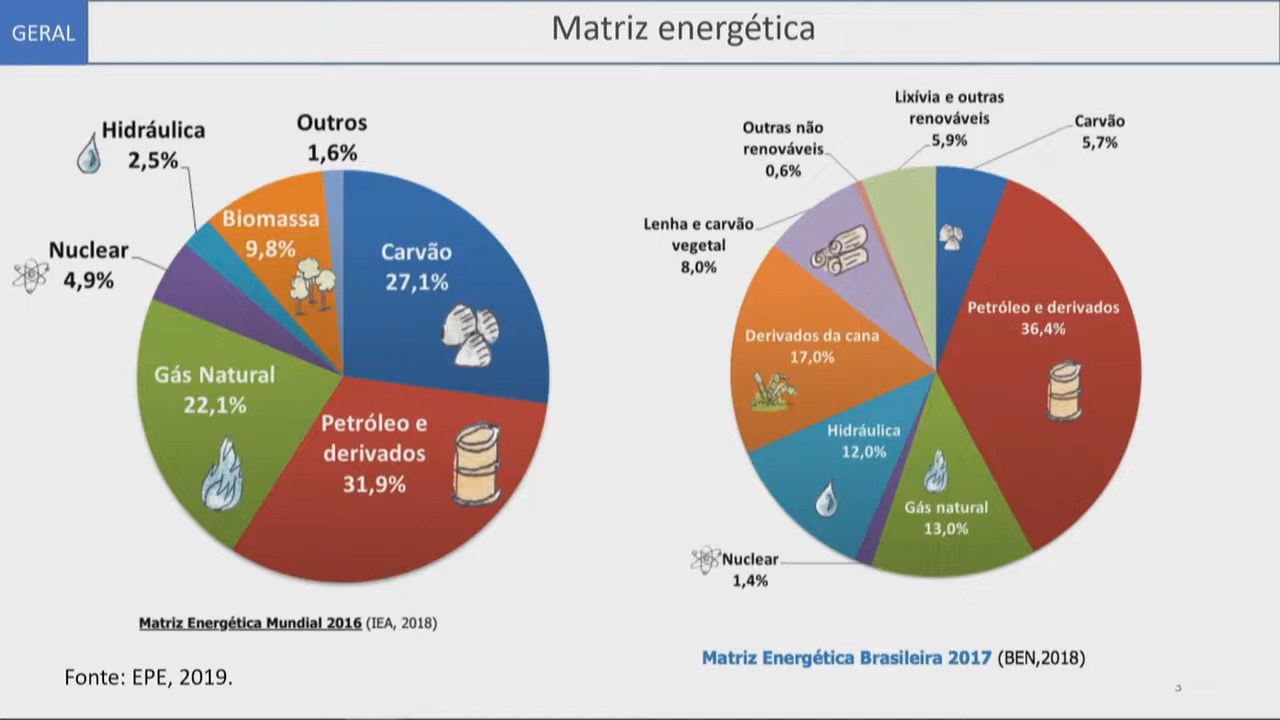 GERAL
Matriz energética
Hidráulica
2,5%
Outros
1,6%
Biomassa
9,8%
Nuclear
4,9%
Carvão
27,1%
Gás Natural
22,1%
Petróleo e
derivados
31,9%
Matriz Energética Mundial 2016 (IEA, 2018)
Fonte: EPE, 2019.
Lixívia e outras
renováveis
5,9%
Carvão
5,7%
Outras não
renováveis
0,6%
Lenha e carvão
vegetal
8,0%
Petróleo e derivados
36,4%
Derivados da cana
17,0%
Hidráulica
12,0%
Gás natural
13,0%
Nuclear
1,4%
Matriz Energética Brasileira 2017 (BEN,2018)
3